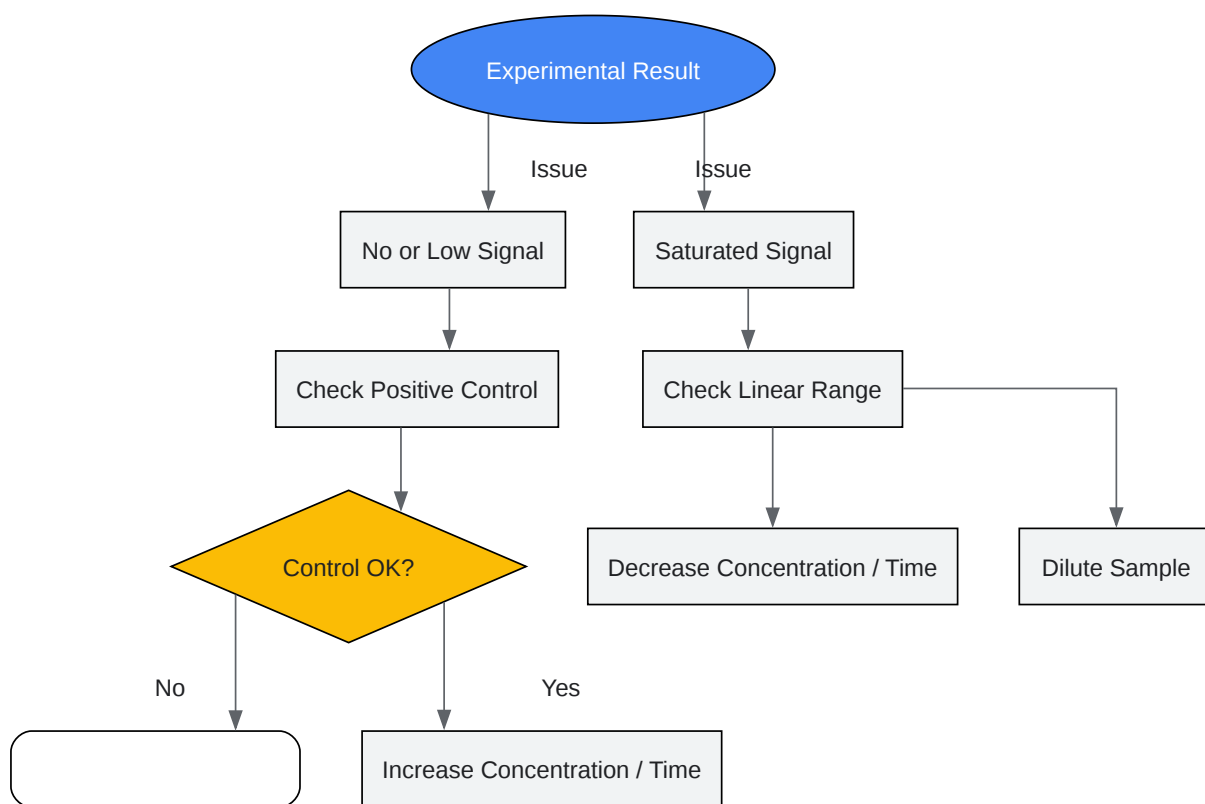 Experimental Result
Issue
Issue
No or Low Signal
Saturated Signal
Check Positive Control
Check Linear Range
Control OK?
Decrease Concentration / Time
Dilute Sample
No
Yes
Increase Concentration / Time